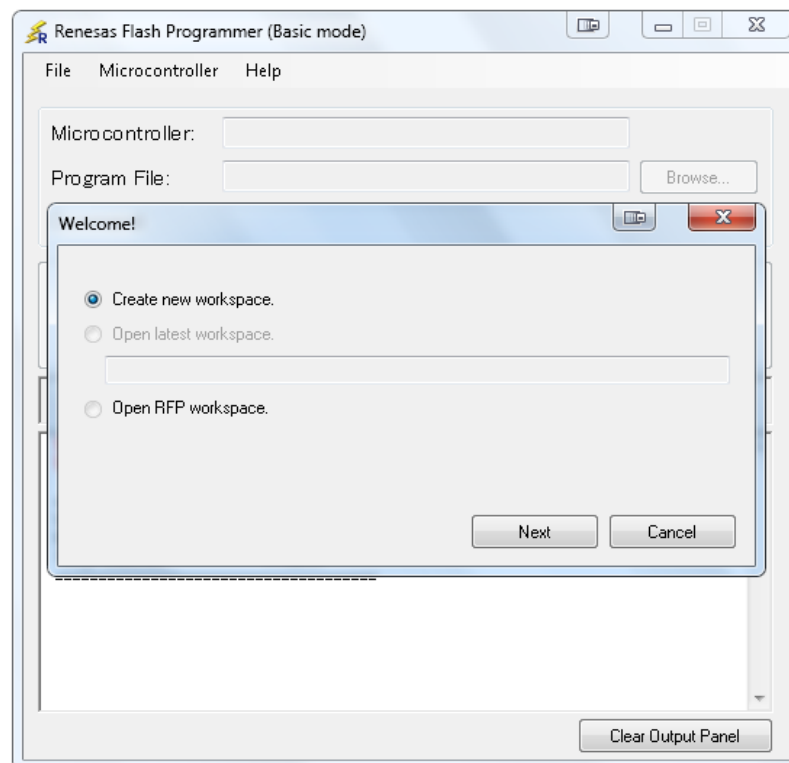 Renesas Flash Programmer (Basic mode)
File Microcontroller Help
Microcontroller:
Program File:
Browse...
Welcome!
Create new workspace.
Open latest workspace.
Open RFP workspace.
Next
Cancel
Clear Output Panel